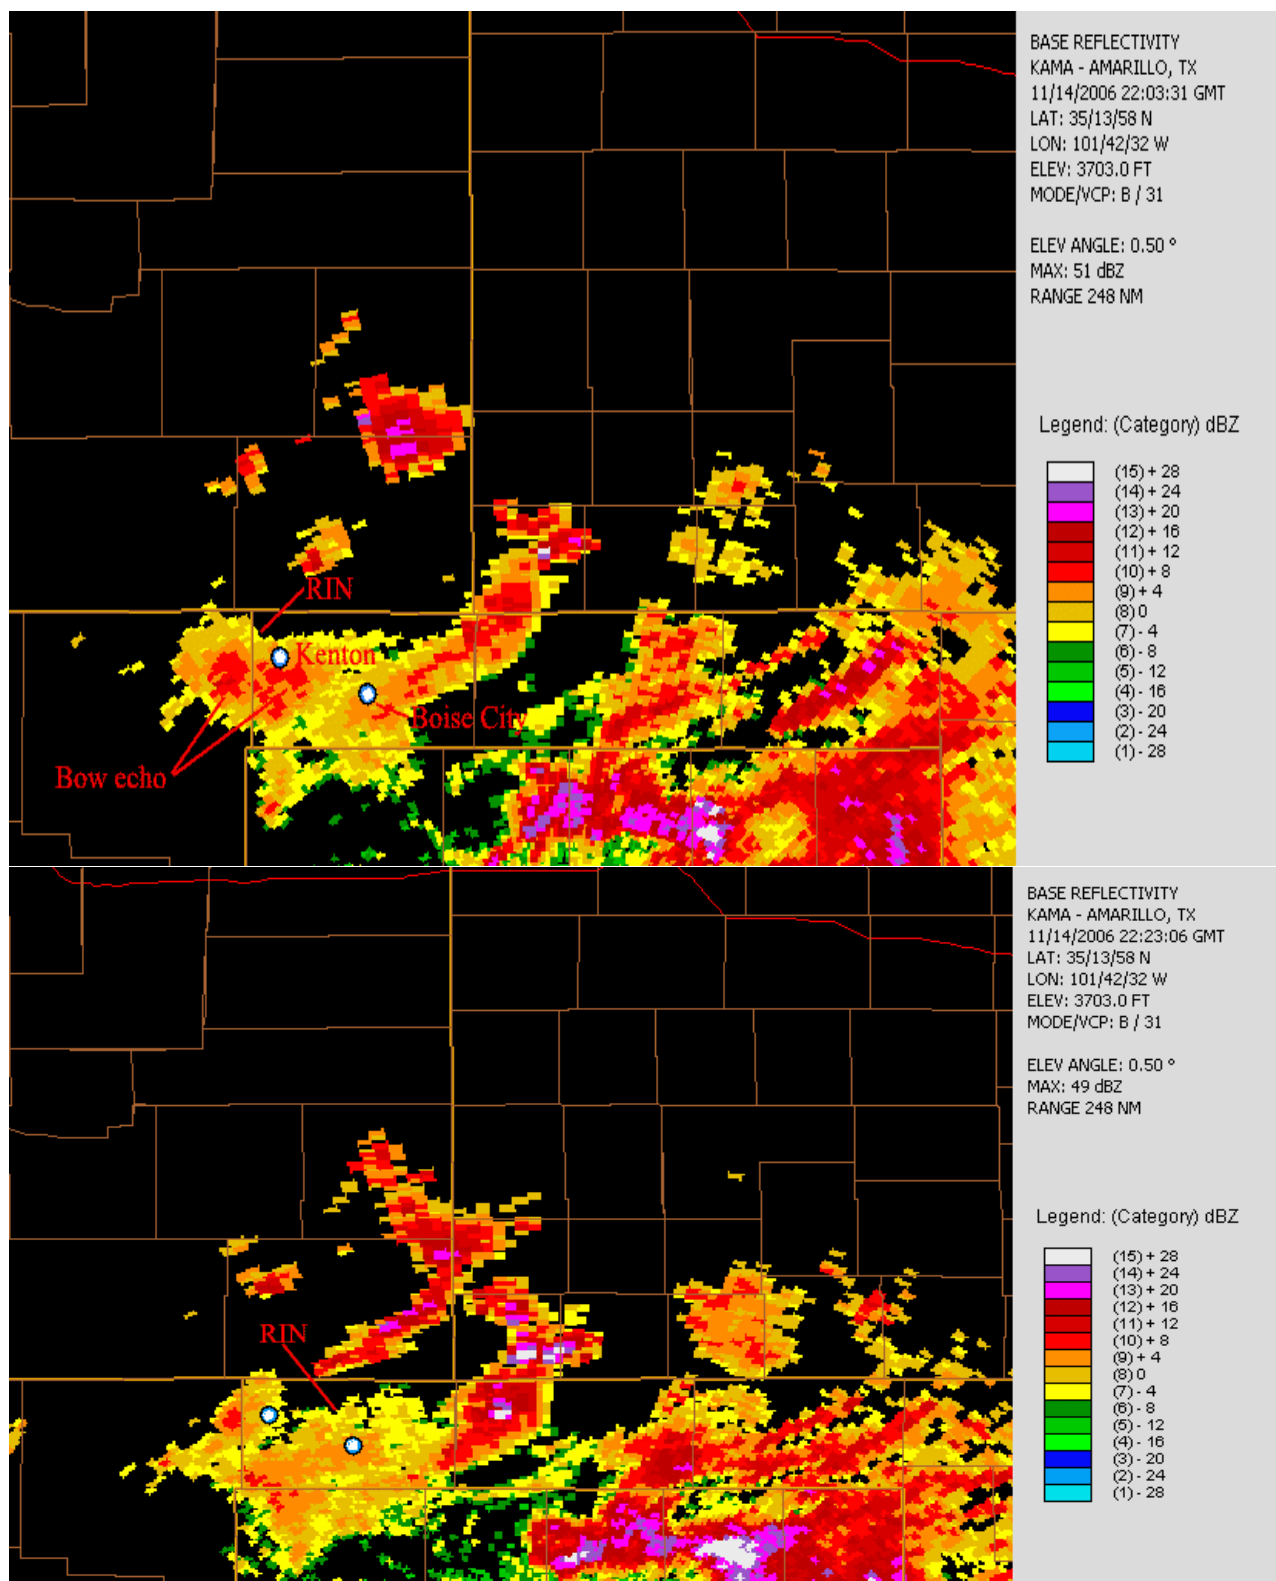 BASE REFLECTIVITY
KAMA - AMARILLO, TX
11/14/2006 22:03:31 GMT
LAT: 35/13/58 N
LON: 101/42/32 W
ELEV: 3703.0 FT
MODE/VCP: B / 31
ELEV ANGLE: 0.50 °
MAX: 51 dBZ
RANGE 248 NM
Legend: (Category) dBZ
(15) + 28
(14) + 24
(13) + 20
(12) + 16
(11) + 12
(10) + 8
(9) + 4
(8) 0
(7) - 4
(6) - 8
(5) - 12
(4) - 16
(3) - 20
(2) - 24
(1) - 28
RIN
Kenton
Boise City
Bow echo
BASE REFLECTIVITY
KAMA - AMARILLO, TX
11/14/2006 22:23:06 GMT
LAT: 35/13/58 N
LON: 101/42/32 W
ELEV: 3703.0 FT
MODE/VCP: B / 31
ELEV ANGLE: 0.50 °
MAX: 49 dBZ
RANGE 248 NM
Legend: (Category) dBZ
(15) + 28
(14) + 24
(13) + 20
(12) + 16
(11) + 12
(10) + 8
(9) + 4
(8) 0
(7) - 4
(6) - 8
(5) - 12
(4) - 16
(3) - 20
(2) - 24
(1) - 28
RIN